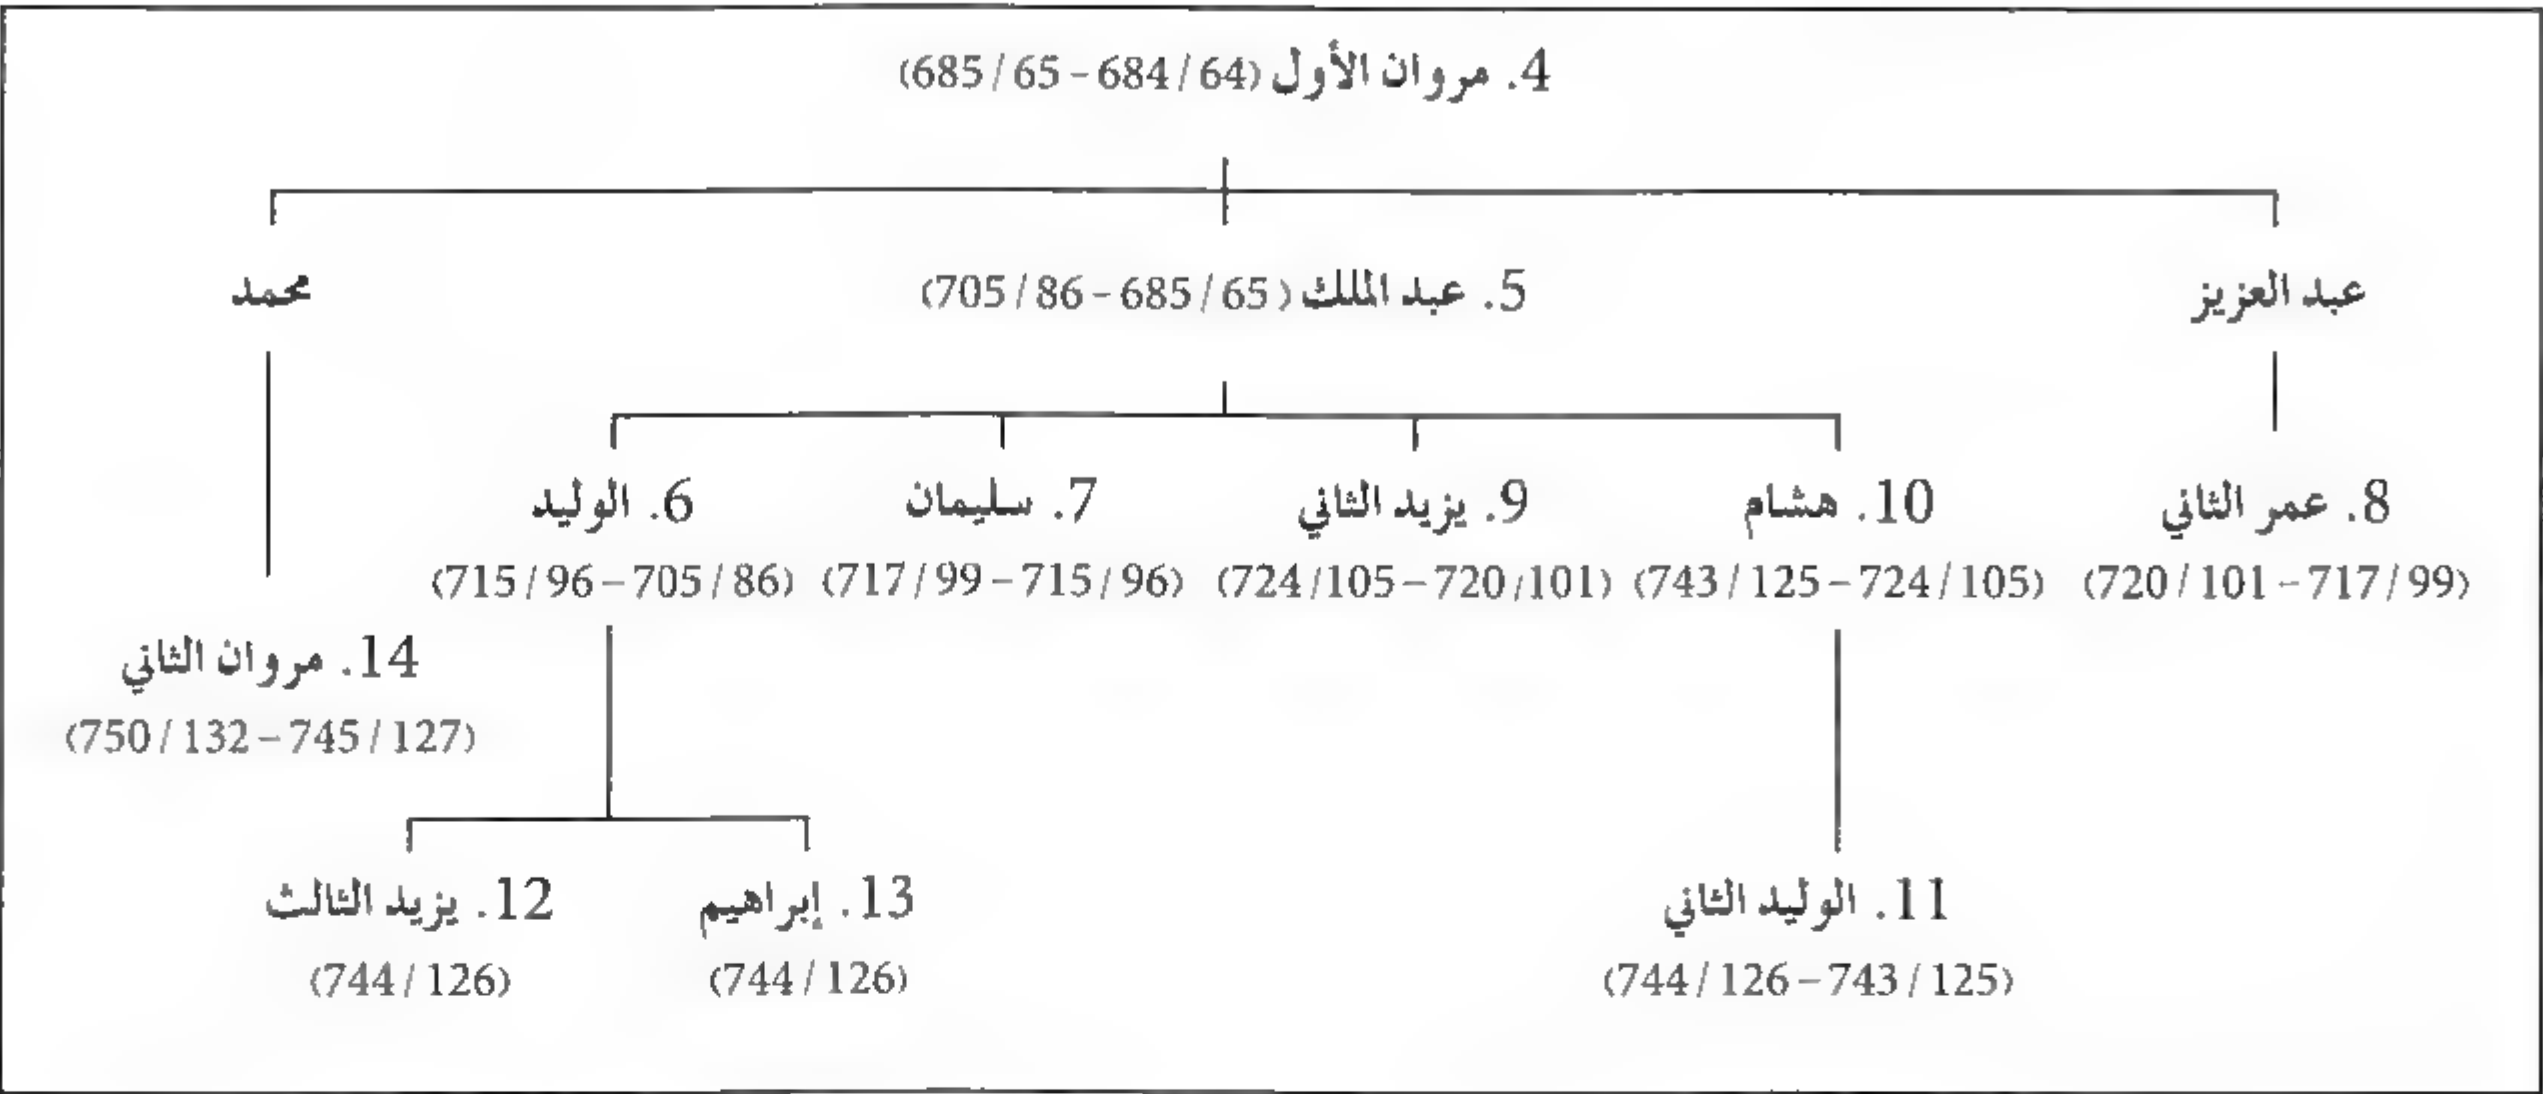 4. مروان الأول (64/684-65/685)
عبد العزيز
5. عبد الملك (65/685-86/705)
محمد
8. عمر الثاني
10. هشام
9. يزيد الثاني
7. سليمان
6. الوليد
(99/717-101/720)
(105/724-125/743)
(101/720-105/724)
(96/715-99/717)
(86/705-96/715)
14. مروان الثاني
(127/745-132/750)
11. الوليد الثاني
13. إبراهيم
12. يزيد الثالث
(125/743-126/744)
(126/744)
(126/744)